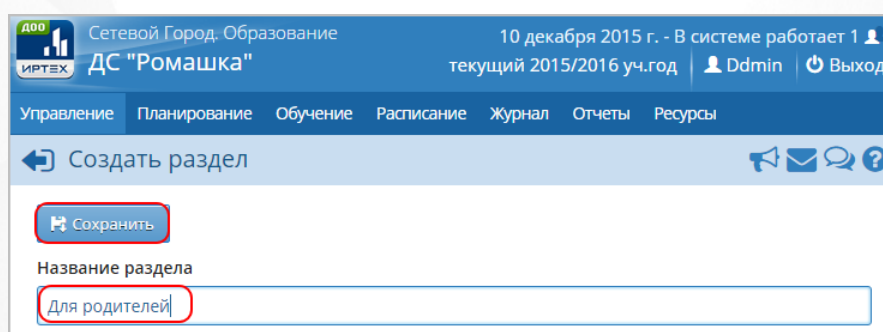 ДОО
ИРТЕХ
Сетевой Город. Образование
ДС "Ромашка"
10 декабря 2015 г. - В системе работает 1
текущий 2015/2016 уч.год Ddmin Выход
Управление Планирование Обучение Расписание Журнал Отчеты Ресурсы
Создать раздел
Сохранить
Название раздела
Для родителей